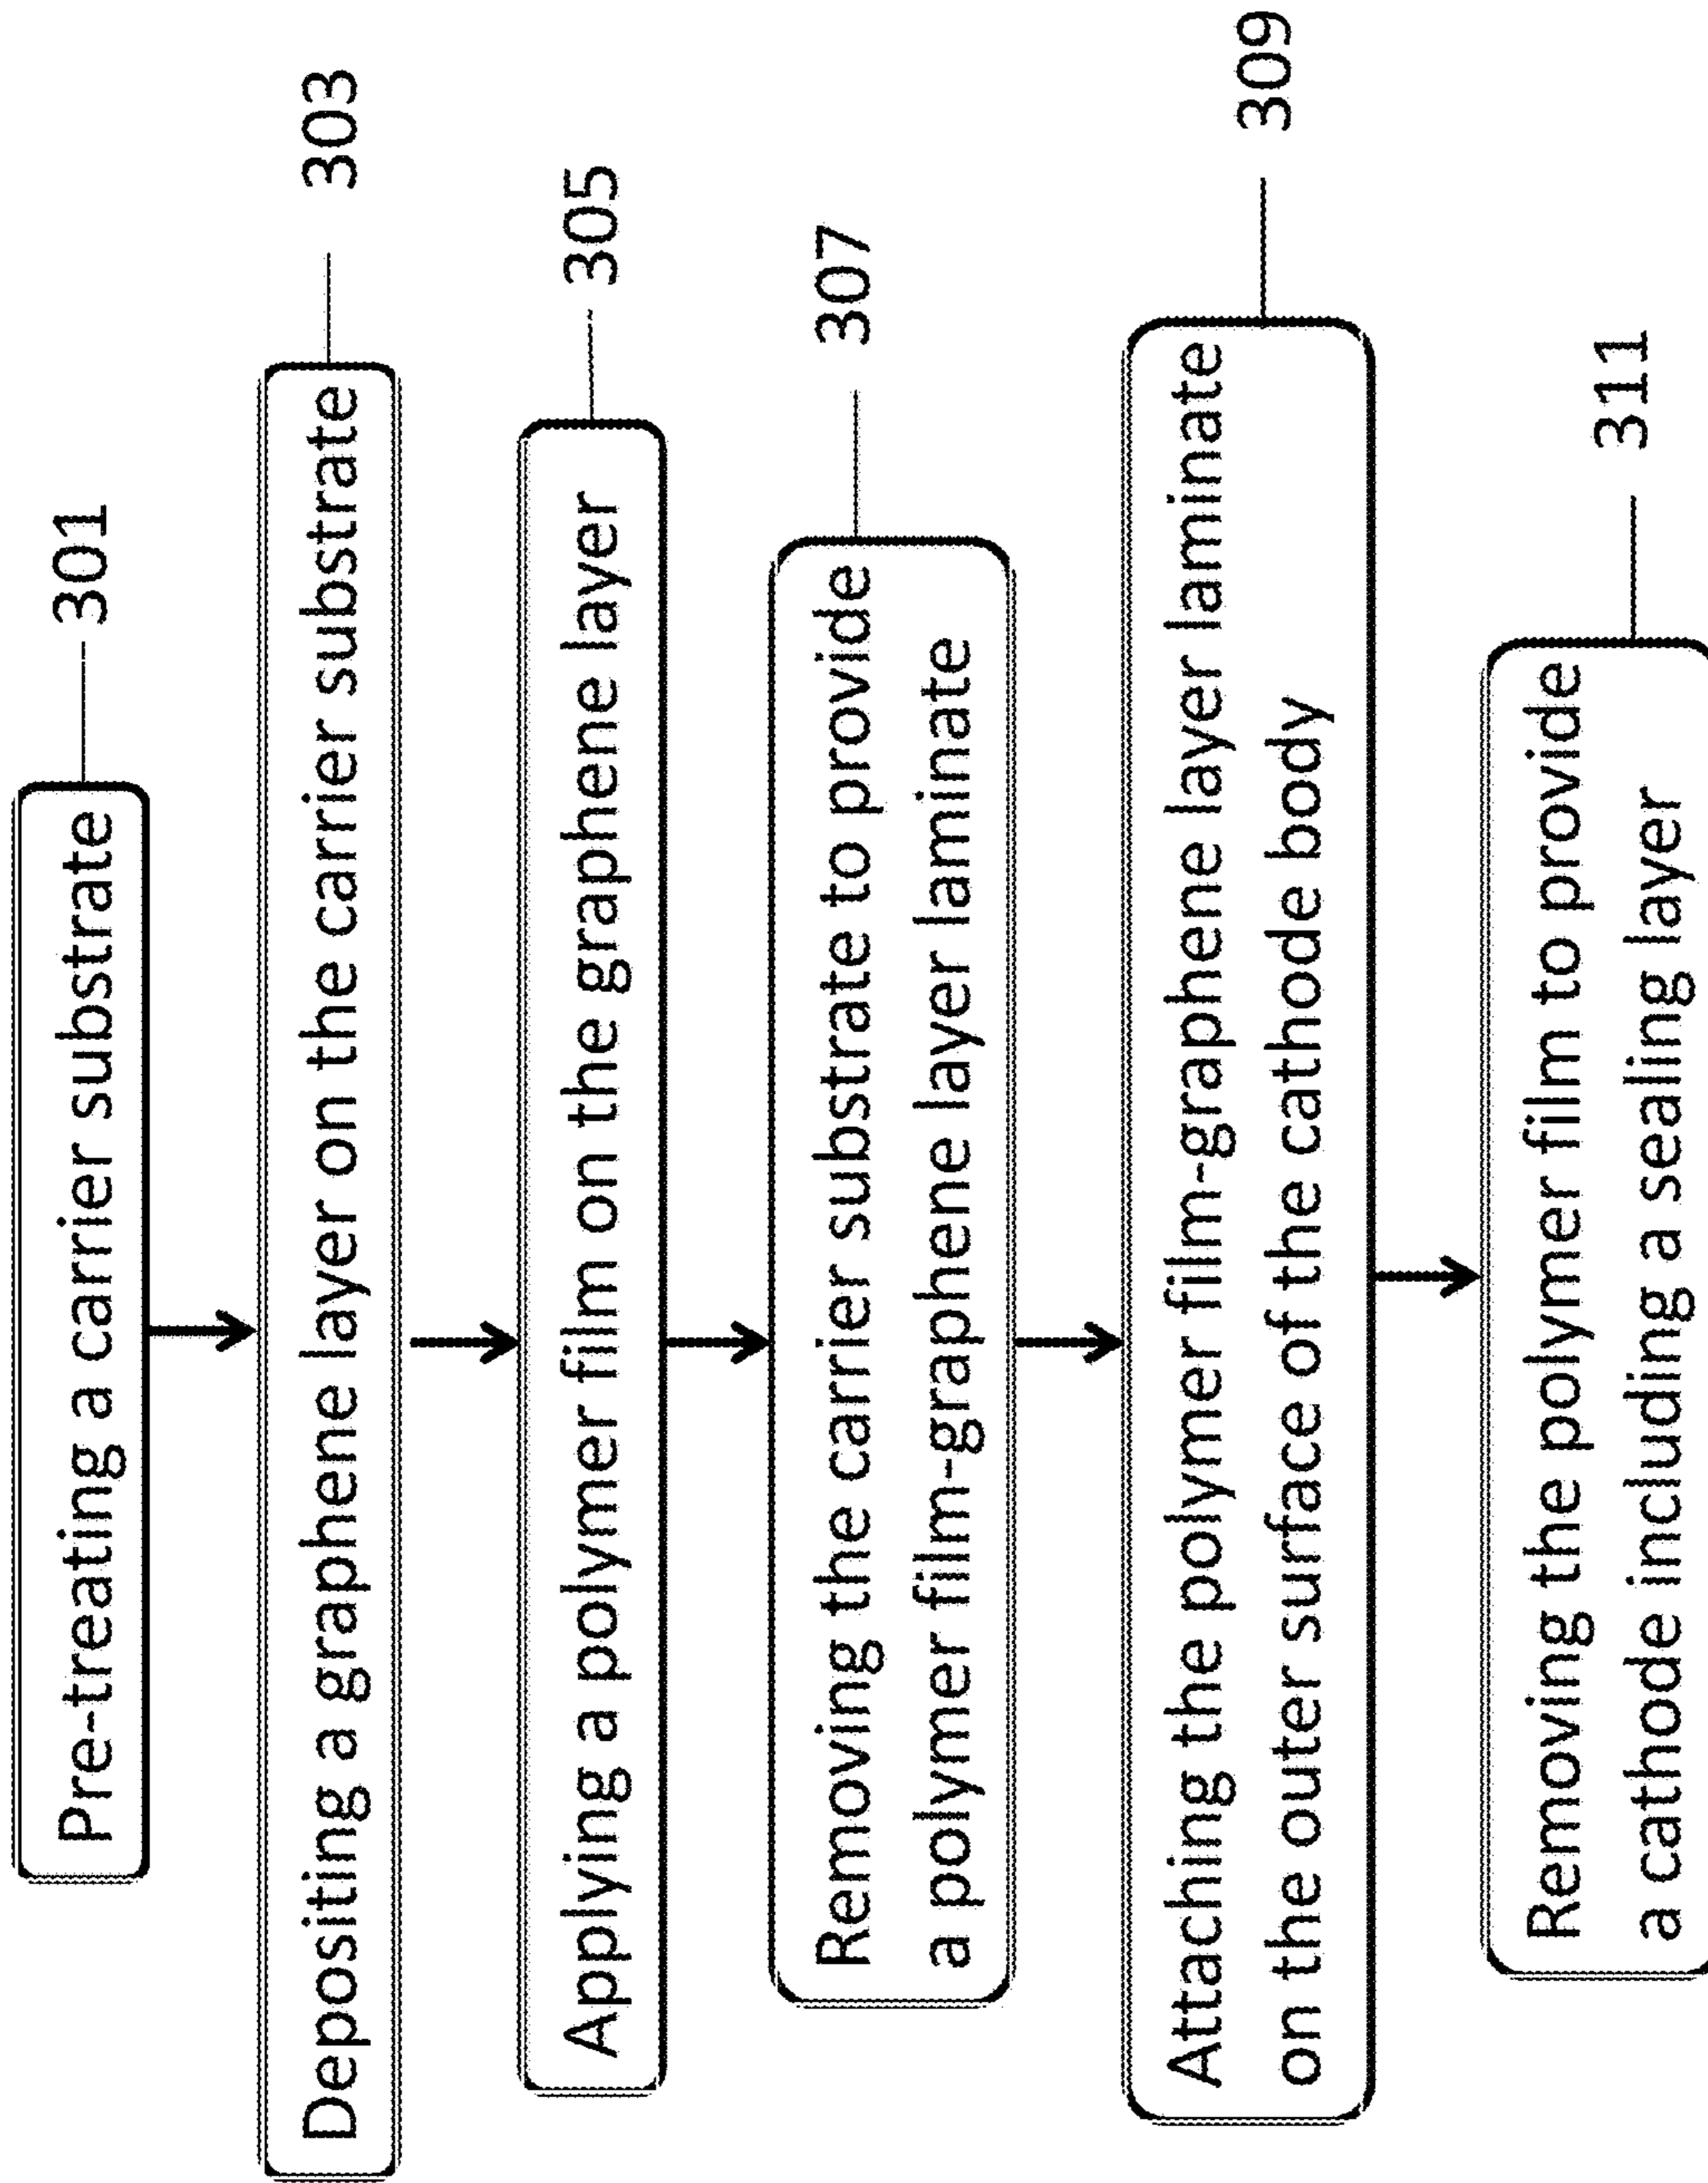 Pre-treating a carrier substrate
301
Depositing a graphene layer on the carrier substrate
303
Applying a polymer film on the graphene layer
305
Removing the carrier substrate to provide
a polymer film-graphene layer laminate
307
Attaching the polymer film-graphene layer laminate
on the outer surface of the cathode body
309
Removing the polymer film to provide
a cathode including a sealing layer
311